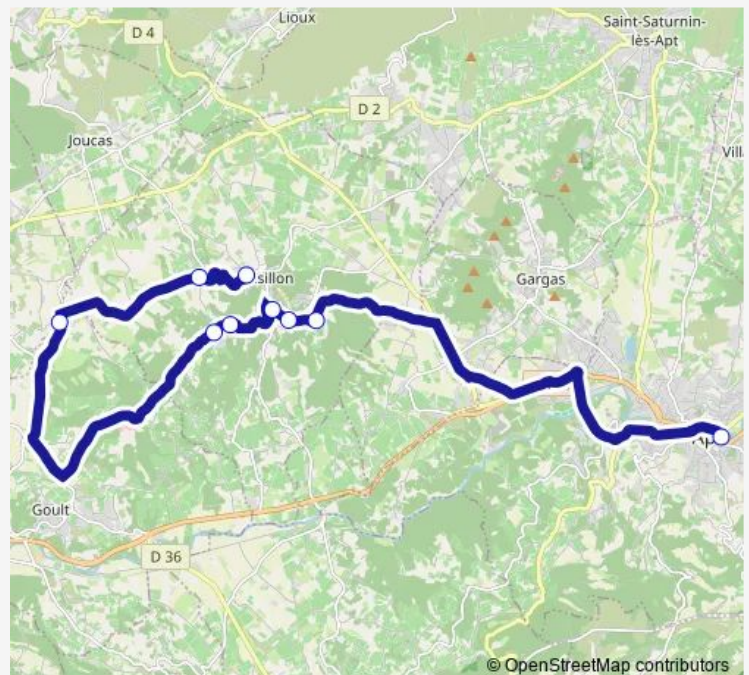 Lioux
Saint-Saturnin-
lès-Apt
D 4
D 2
Joucas
Vill
sillon
Gargas
Ap
Goult
D 36
© OpenStreetMap contributors